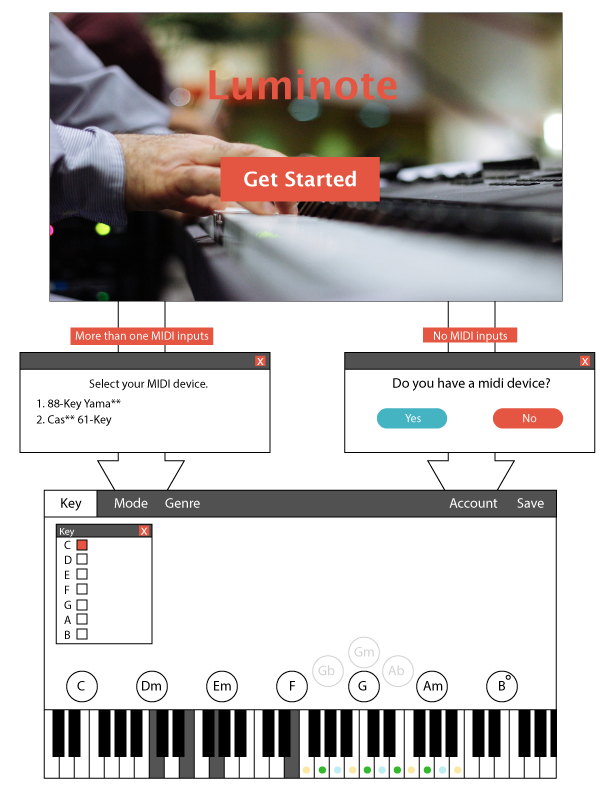 Luminote
Get Started
More than one MIDI inputs
No MIDI inputs
X
Select your MIDI device.
1. 88-Key Yama**
2. Cas** 61-Key
X
Do you have a midi device?
Yes No
Key Mode Genre Account Save
Key X
C
D
E
F
G
A
B
Gm
Gb Ab
C Dm Em F G Am B°